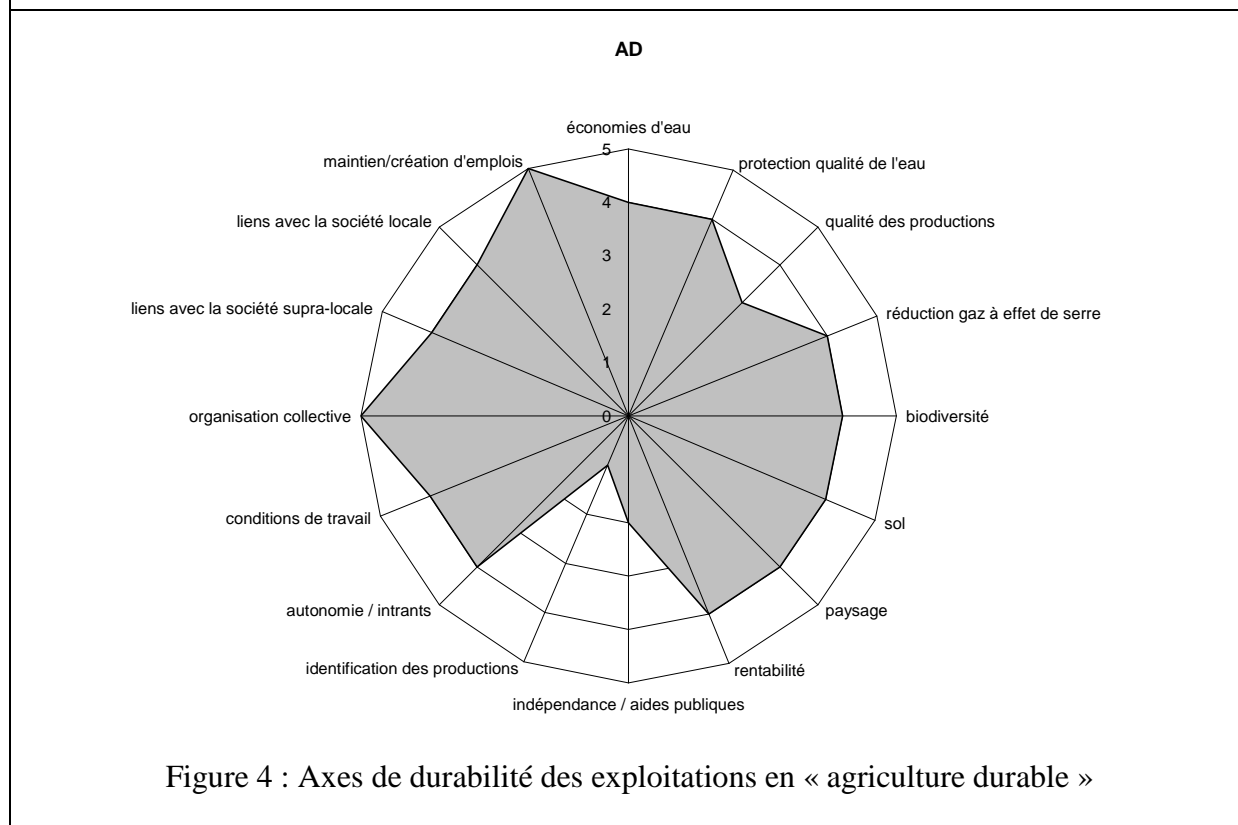 AD
économies d'eau
maintien/création d'emplois
5
protection qualité de l'eau
liens avec la société locale
4
qualité des productions
3
liens avec la société supra-locale
2
réduction gaz à effet de serre
1
organisation collective
0
biodiversité
conditions de travail
sol
autonomie / intrants
paysage
identification des productions
rentabilité
indépendance / aides publiques
Figure 4 : Axes de durabilité des exploitations en « agriculture durable »